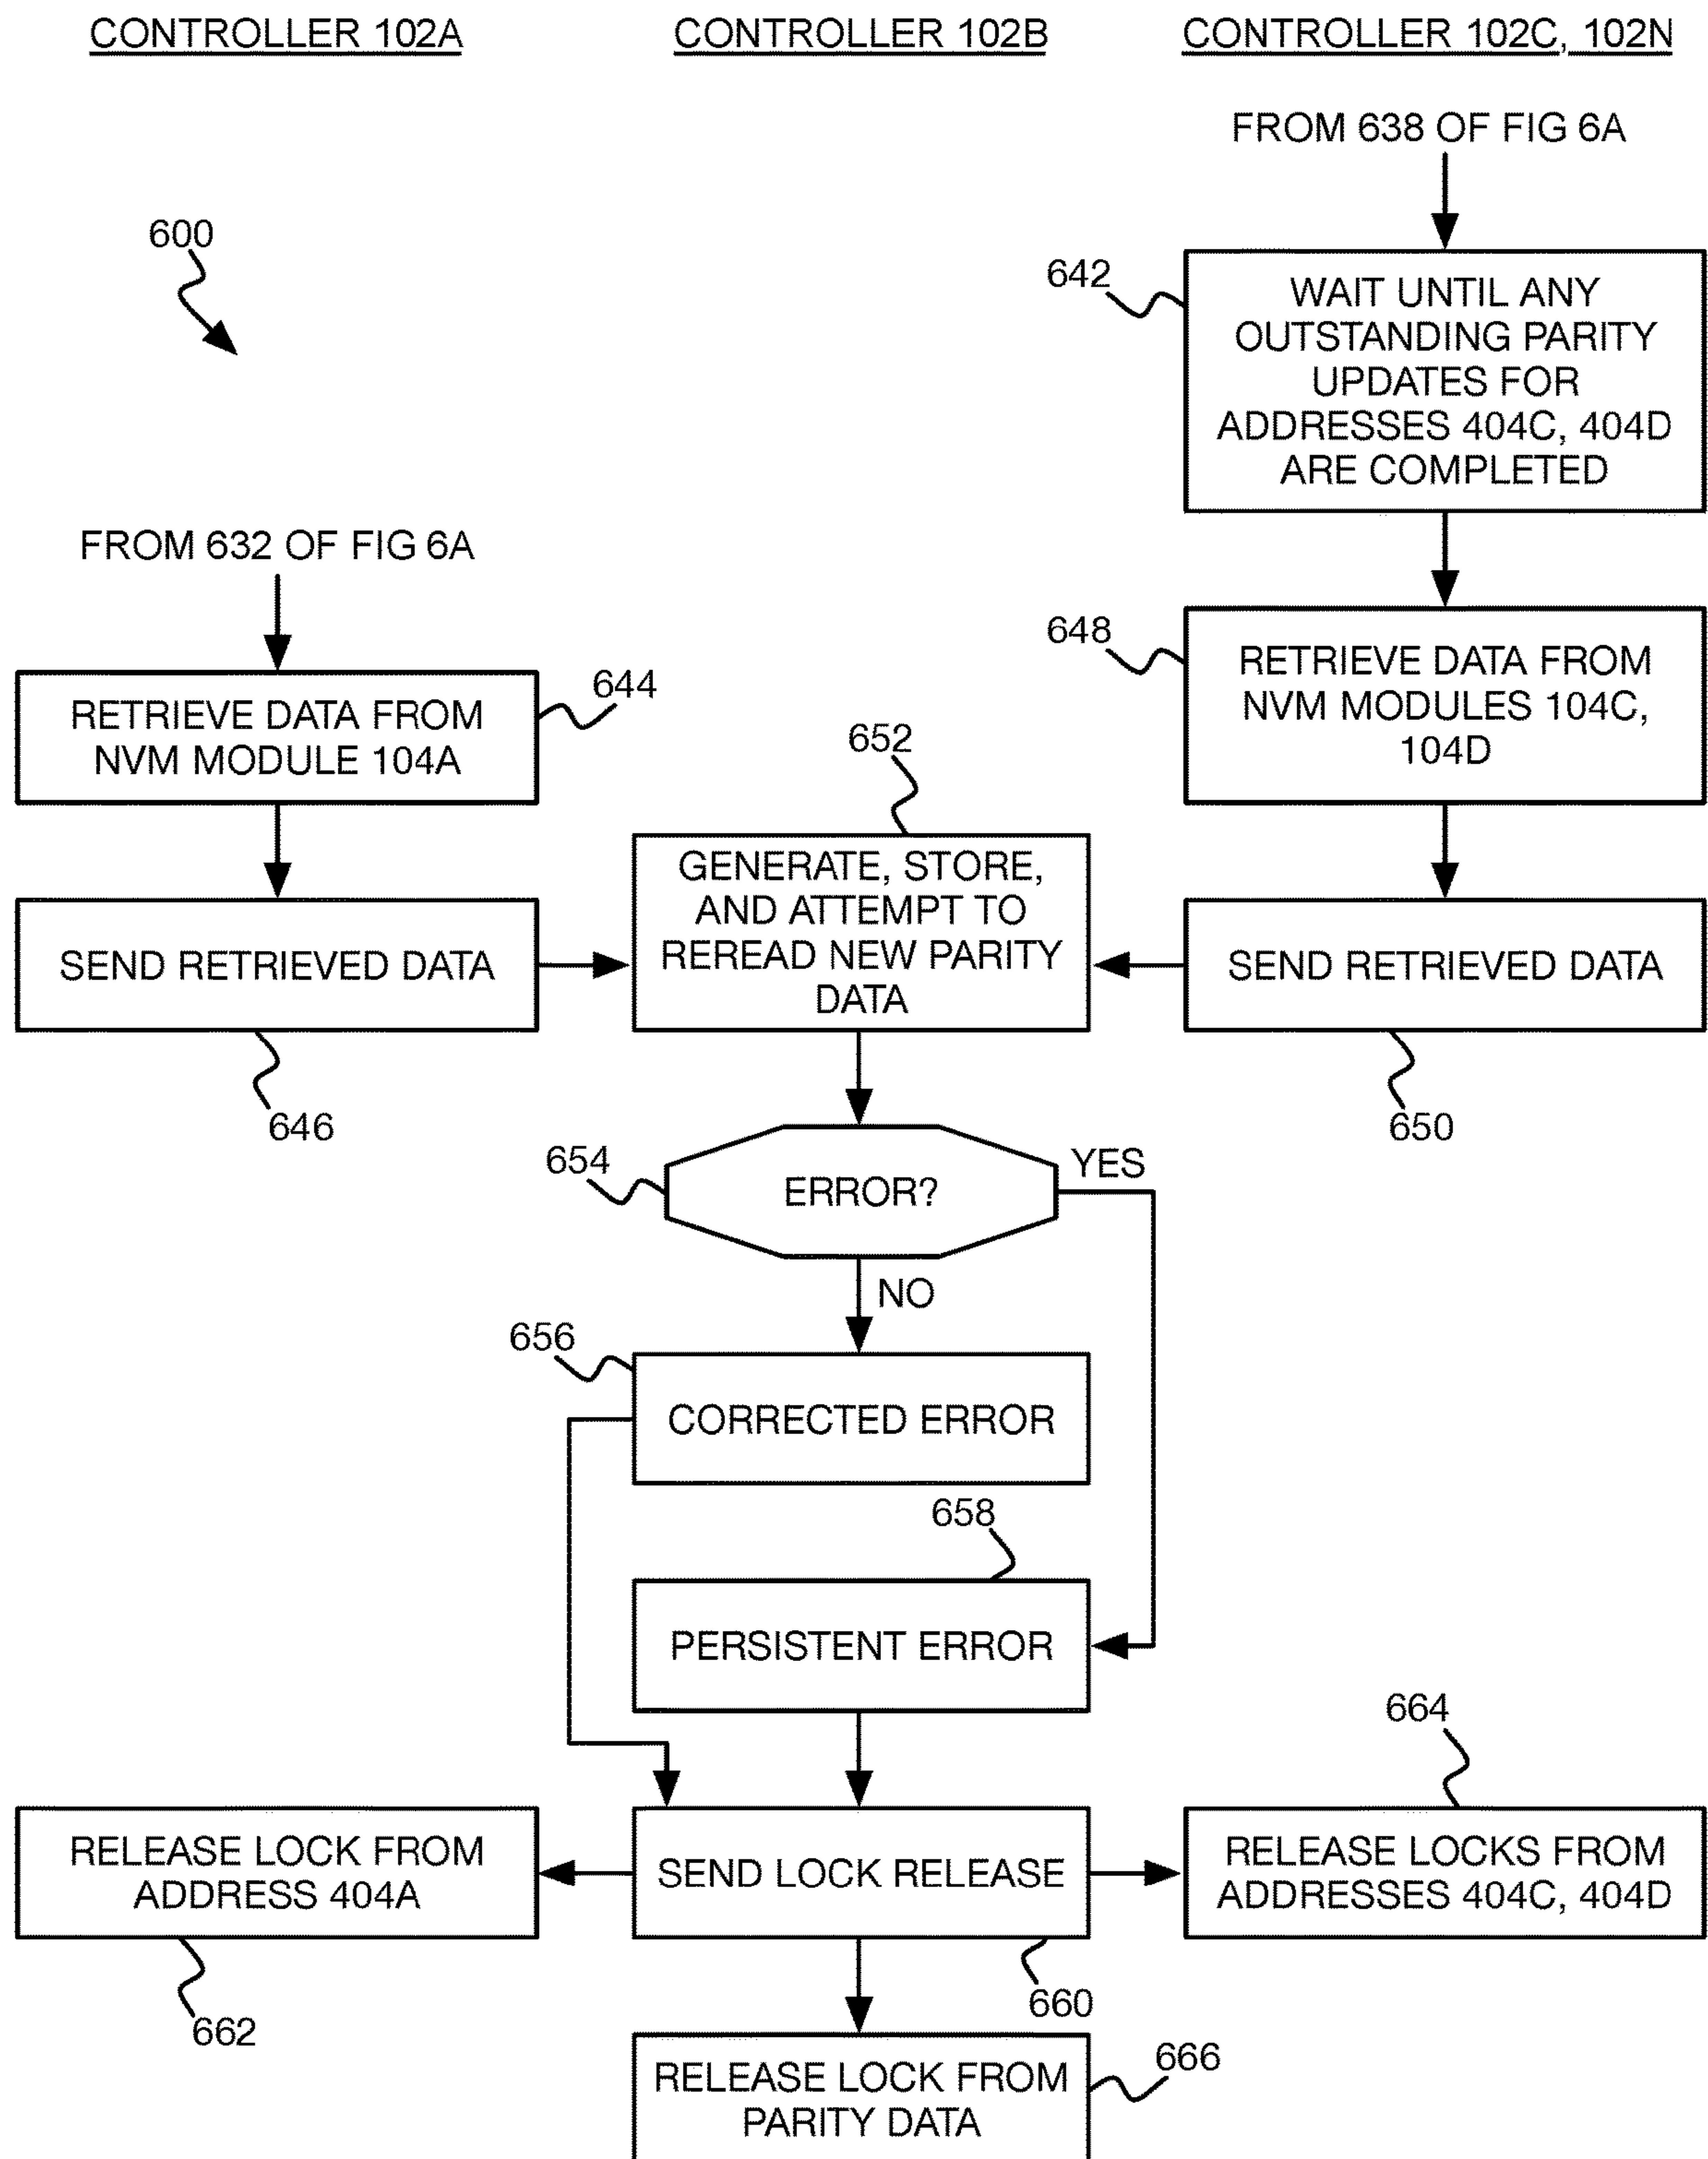 CONTROLLER 102A
CONTROLLER 102B
CONTROLLER 102C, 102N
FROM 638 OF FIG 6A
600
642
WAIT UNTIL ANY
OUTSTANDING PARITY
UPDATES FOR
ADDRESSES 404C, 404D
ARE COMPLETED
FROM 632 OF FIG 6A
644
RETRIEVE DATA FROM
NVM MODULE 104A
648
RETRIEVE DATA FROM
NVM MODULES 104C,
104D
652
GENERATE, STORE,
AND ATTEMPT TO
REREAD NEW PARITY
DATA
SEND RETRIEVED DATA
SEND RETRIEVED DATA
646
650
654
ERROR?
YES
NO
656
CORRECTED ERROR
658
PERSISTENT ERROR
664
RELEASE LOCK FROM
ADDRESS 404A
SEND LOCK RELEASE
RELEASE LOCKS FROM
ADDRESSES 404C, 404D
662
660
666
RELEASE LOCK FROM
PARITY DATA